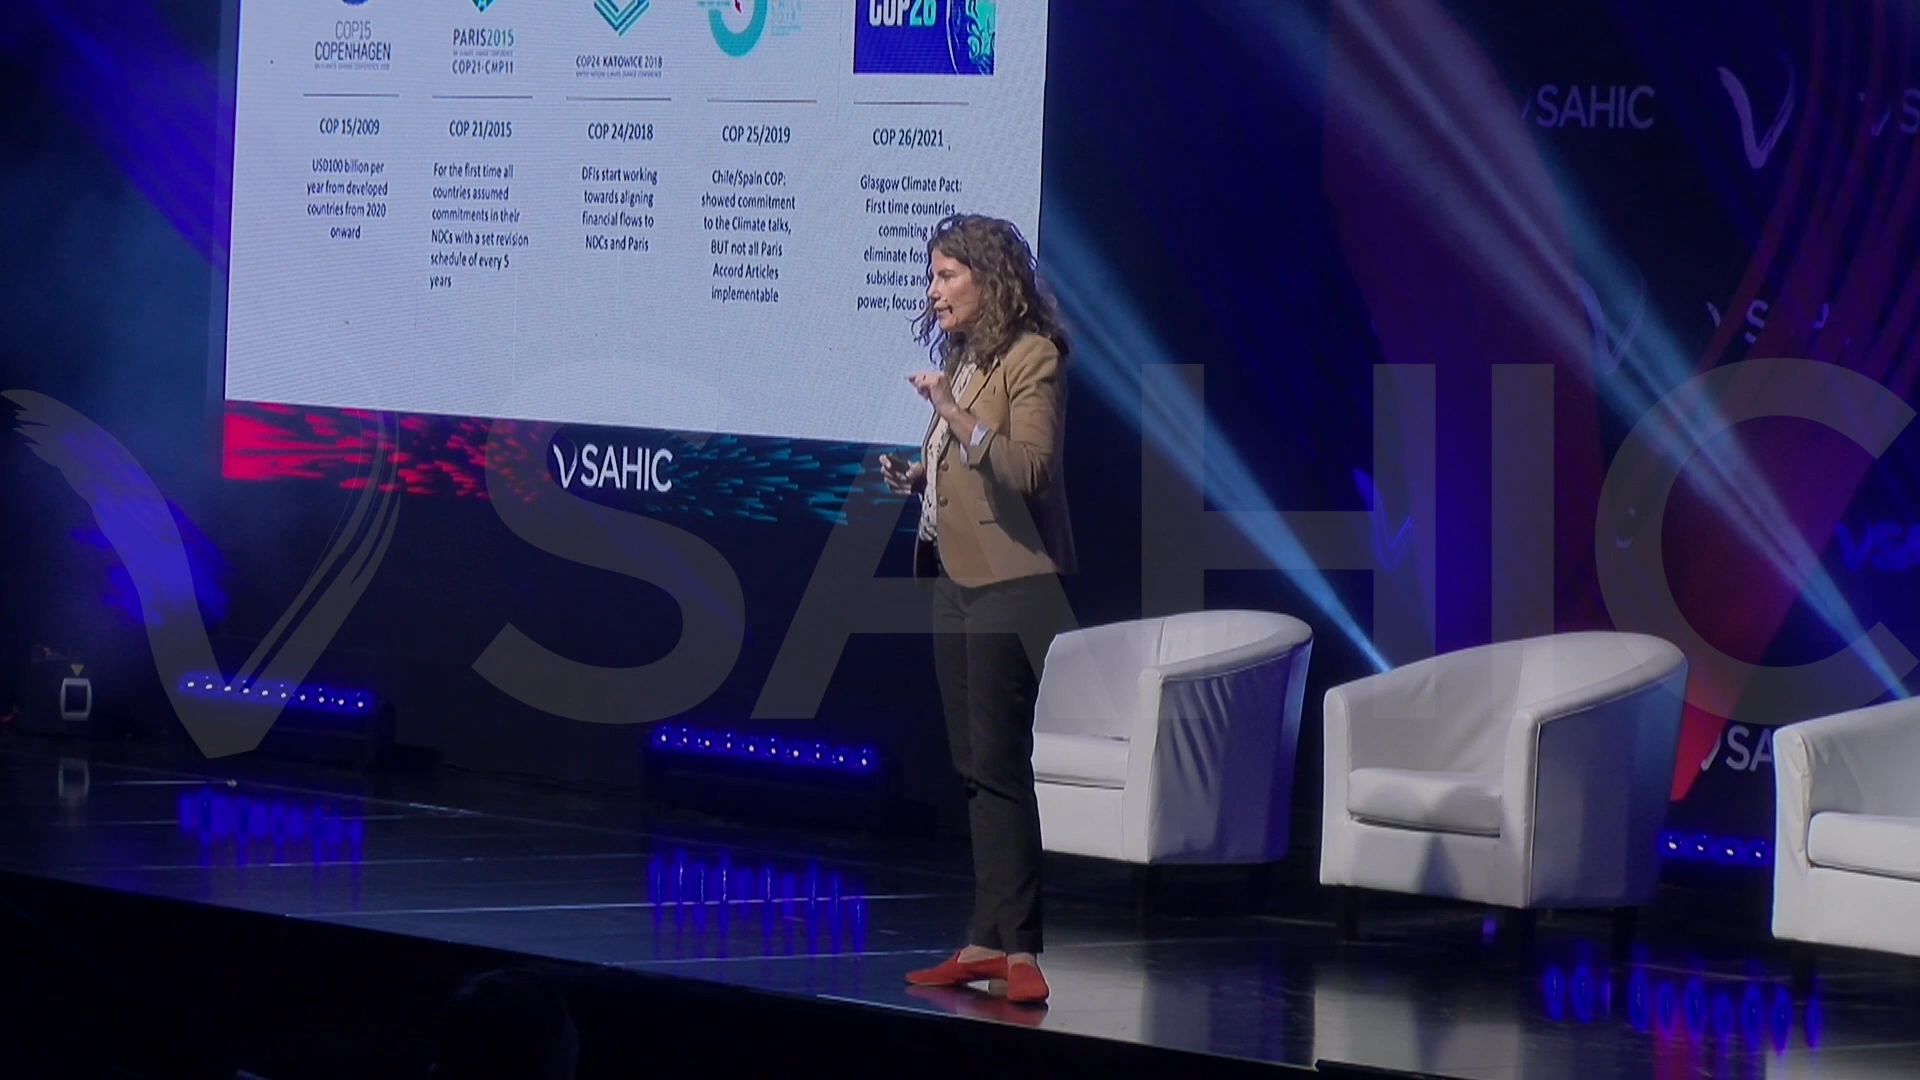 COP15
COPENHAGEN
PARIS2015
COP21·CMP11
COP24 KATOWICE 2018
COP26
COP 15/2009
USD100 billion per
year from developed
countries from 2020
onward
COP 21/2015
For the first time all
countries assumed
commitments in their
NDCs with a set revision
schedule of every 5
years
COP 24/2018
DFIs start working
towards aligning
financial flows to
NDCs and Paris
COP 25/2019
Chile/Spain COP:
showed commitment
to the Climate talks,
BUT not all Paris
Accord Articles
implementable
COP 26/2021
Glasgow Climate Pact:
First time countries
commiting
eliminate
subsidies and
power; focus
SAHIC
SAHIC
SAHIC